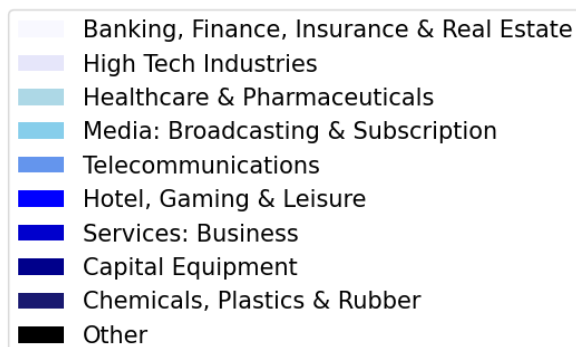 Banking, Finance, Insurance & Real Estate
High Tech Industries
Healthcare & Pharmaceuticals
Media: Broadcasting & Subscription
Telecommunications
Hotel, Gaming & Leisure
Services: Business
Capital Equipment
Chemicals, Plastics & Rubber
Other